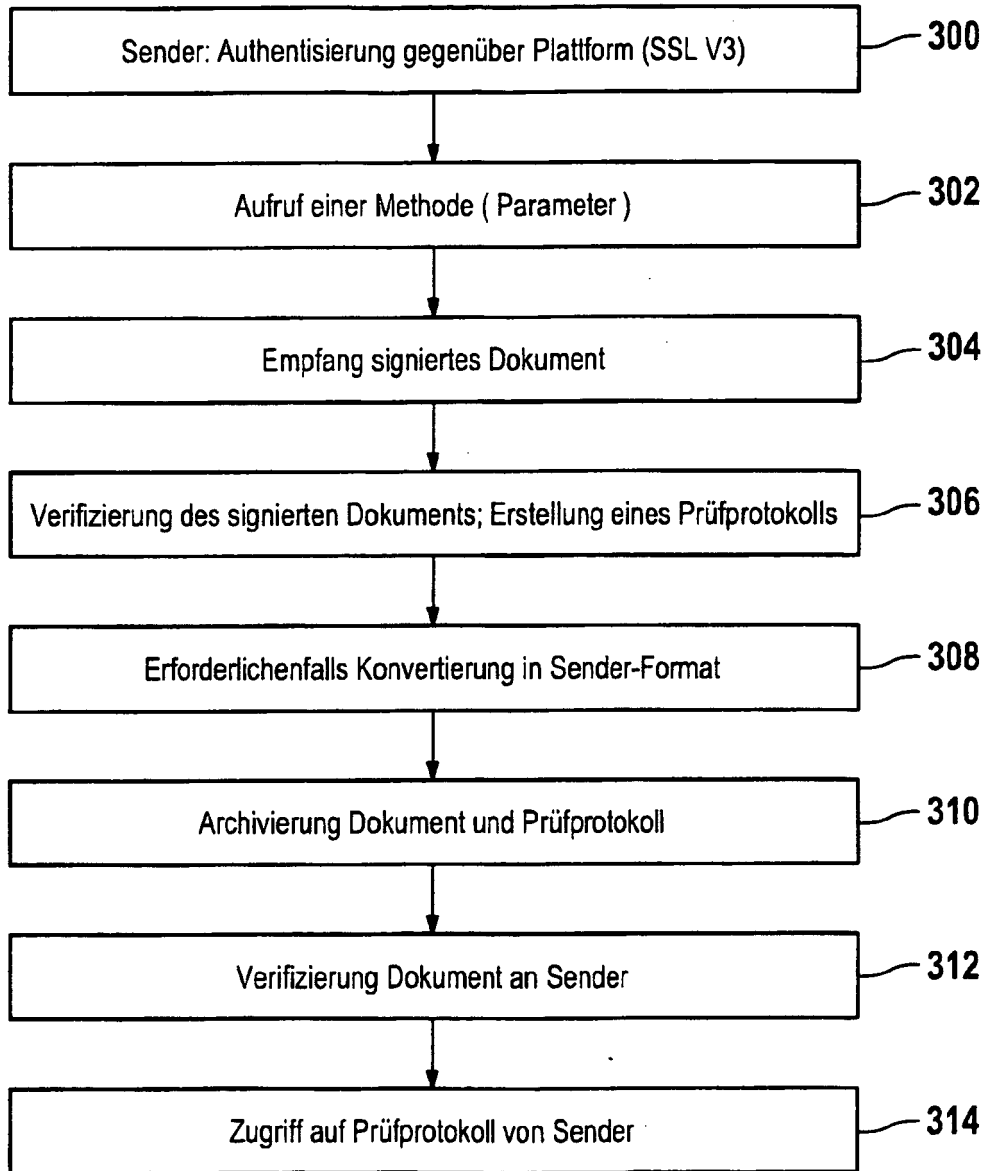 Sender: Authentisierung gegenüber Plattform (SSL V3)
300
Aufruf einer Methode ( Parameter )
302
Empfang signiertes Dokument
304
Verifizierung des signierten Dokuments; Erstellung eines Prüfprotokolls
306
Erforderlichenfalls Konvertierung in Sender-Format
308
Archivierung Dokument und Prüfprotokoll
310
Verifizierung Dokument an Sender
312
Zugriff auf Prüfprotokoll von Sender
314